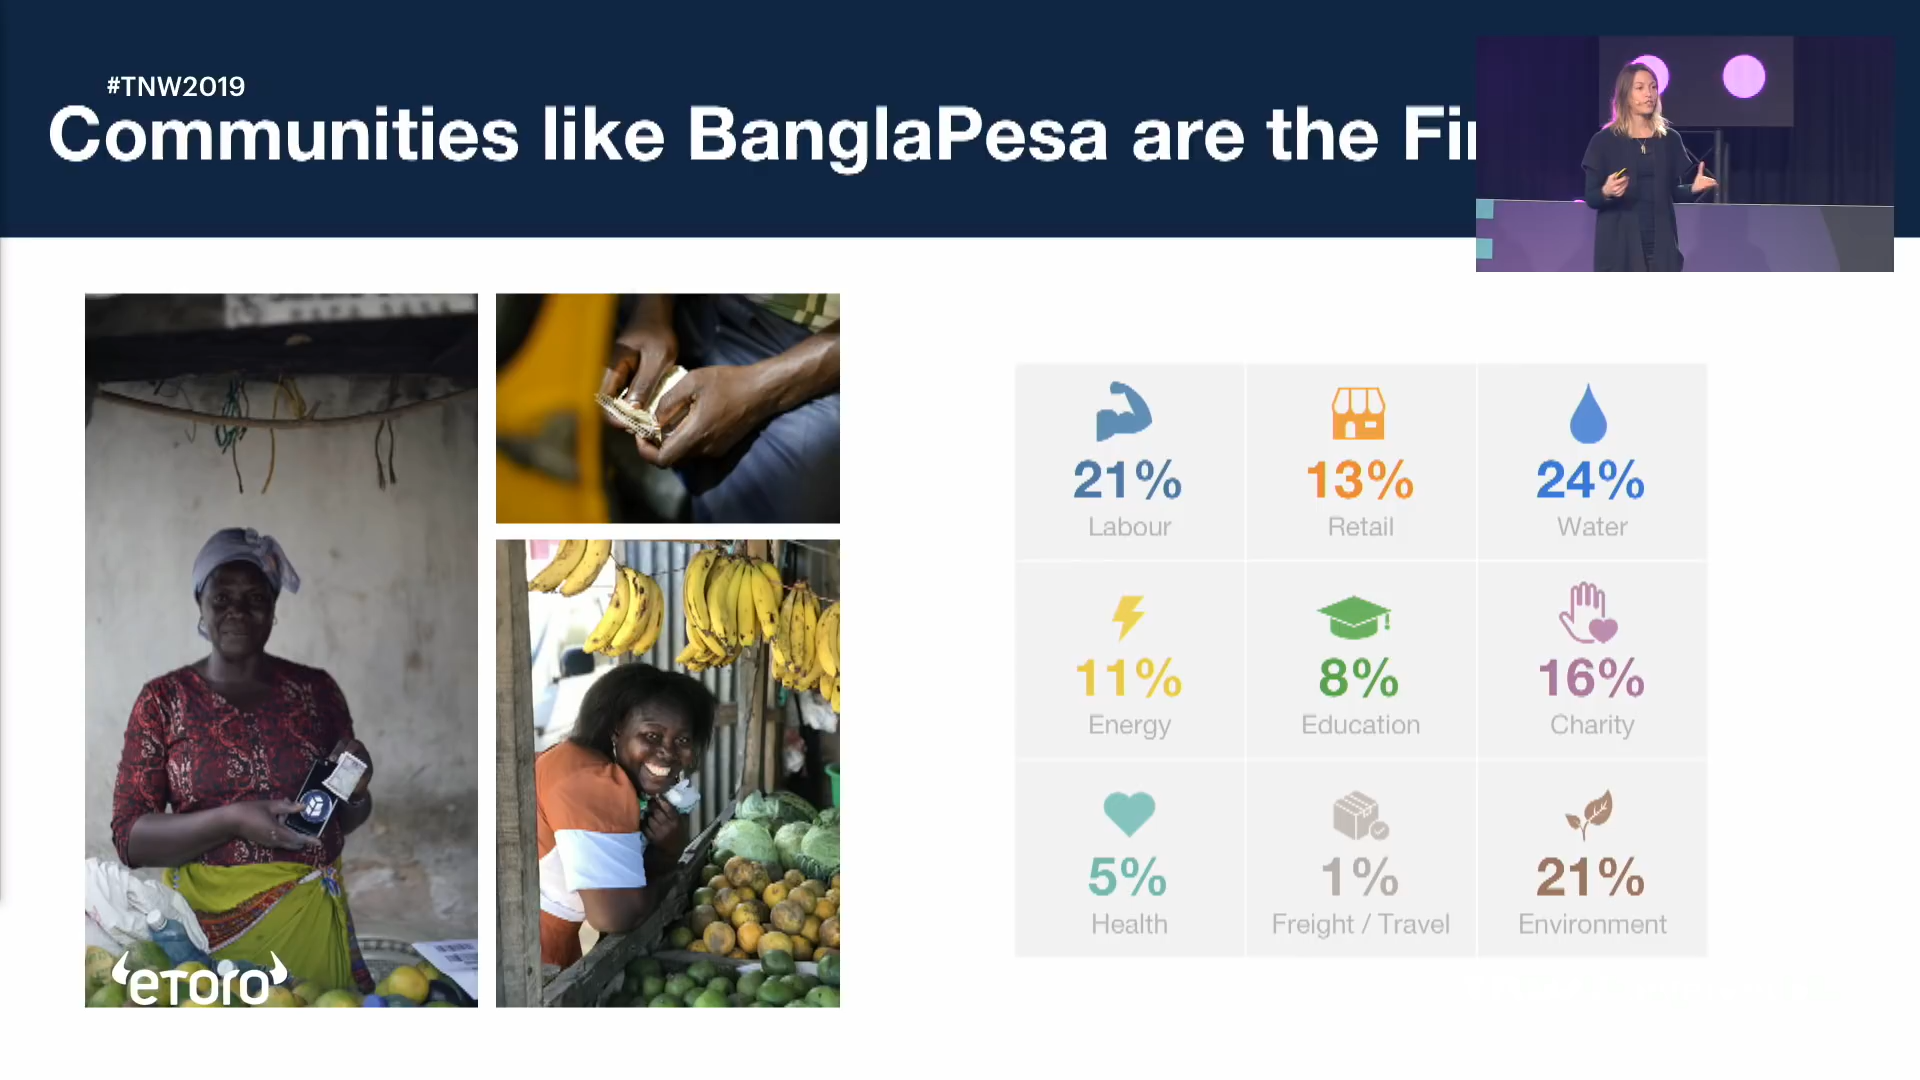 #TNW2019
Communities like BanglaPesa are the Fi
21%
Labour
13%
Retail
24%
Water
11%
Energy
8%
Education
16%
Charity
5%
Health
1%
Freight / Travel
21%
Environment
eToro